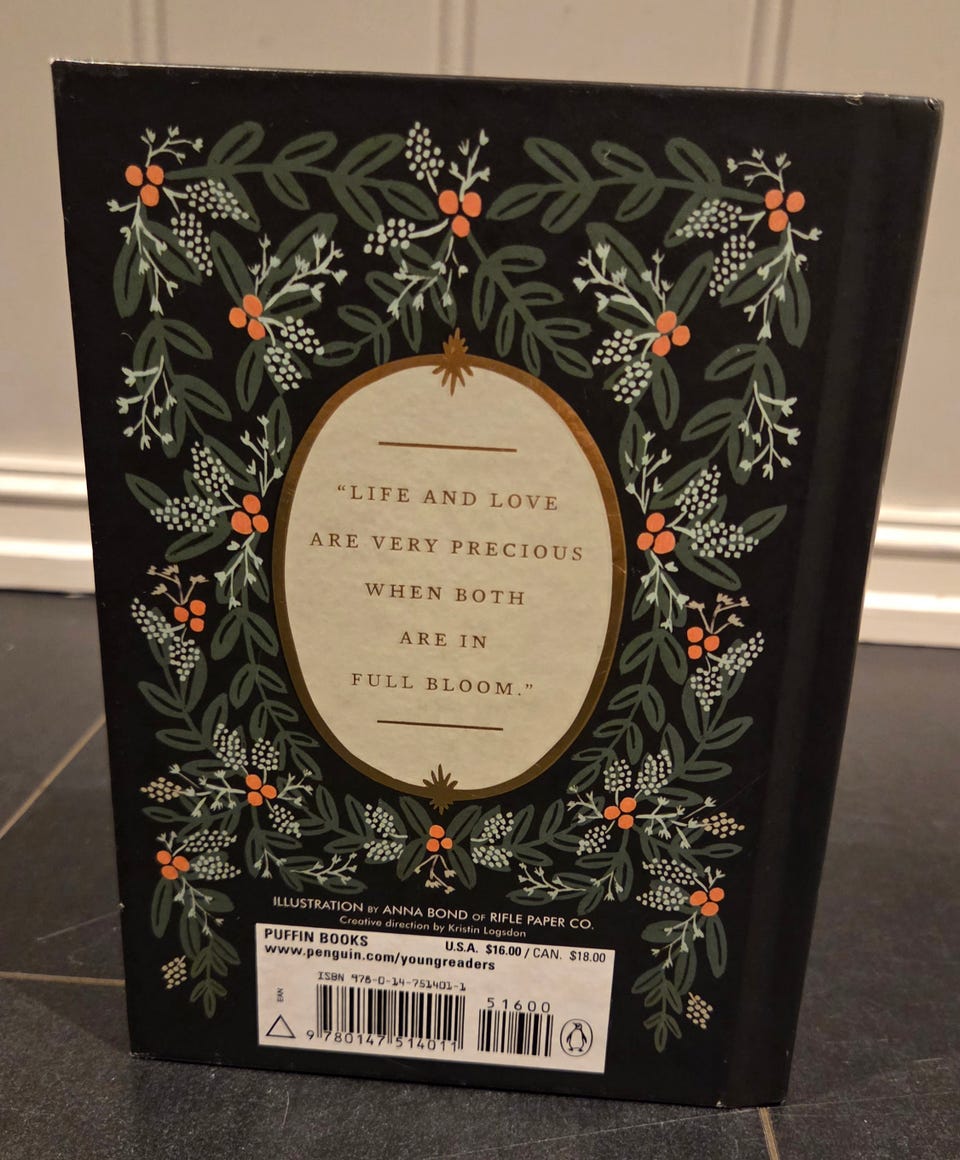 “LIFE AND LOVE
ARE VERY PRECIOUS
WHEN BOTH
ARE IN
FULL BLOOM.”
ILLUSTRATION BY ANNA BOND OF RIFLE PAPER CO.
Creative direction by Kristin Logsdon
PUFFIN BOOKS U.S.A. $16.00 / CAN. $18.00
www.penguin.com/youngreaders
ISBN 978-0-14-751401-1
EAN
51600
9 780147 514011